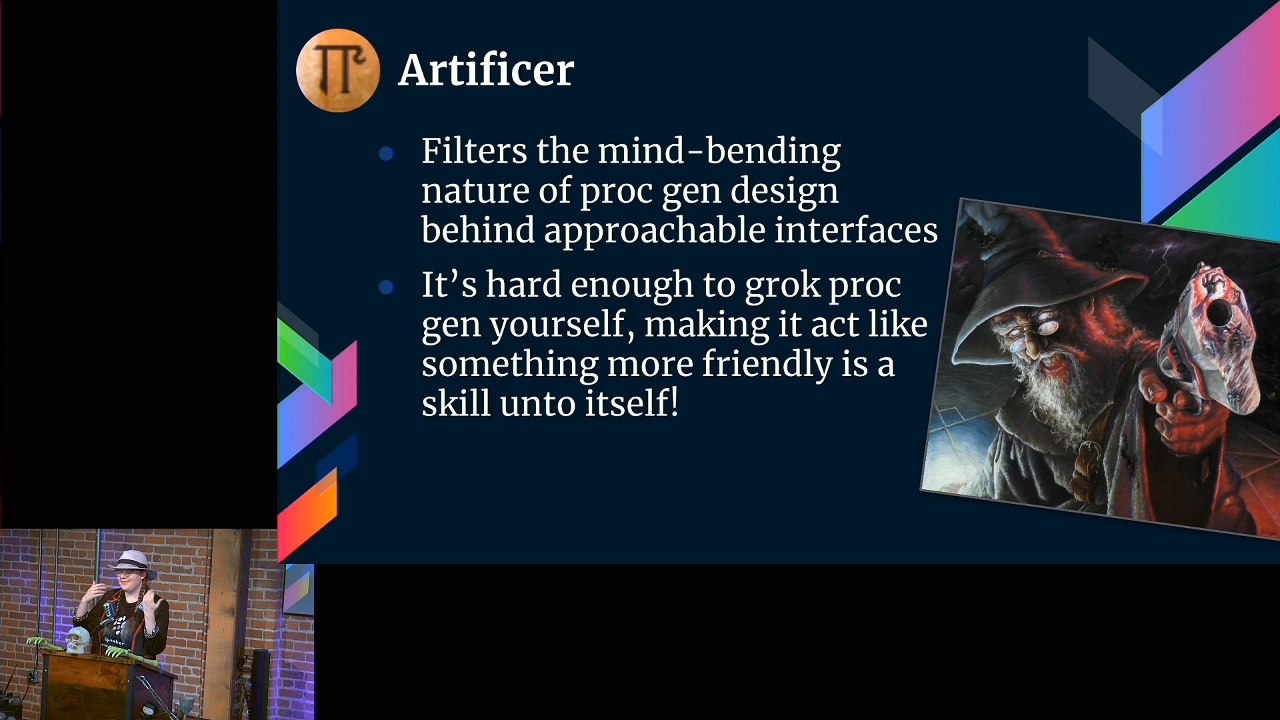 Artificer
Filters the mind-bending
nature of proc gen design
behind approachable interfaces
It’s hard enough to grok proc
gen yourself, making it act like
something more friendly is a
skill unto itself!